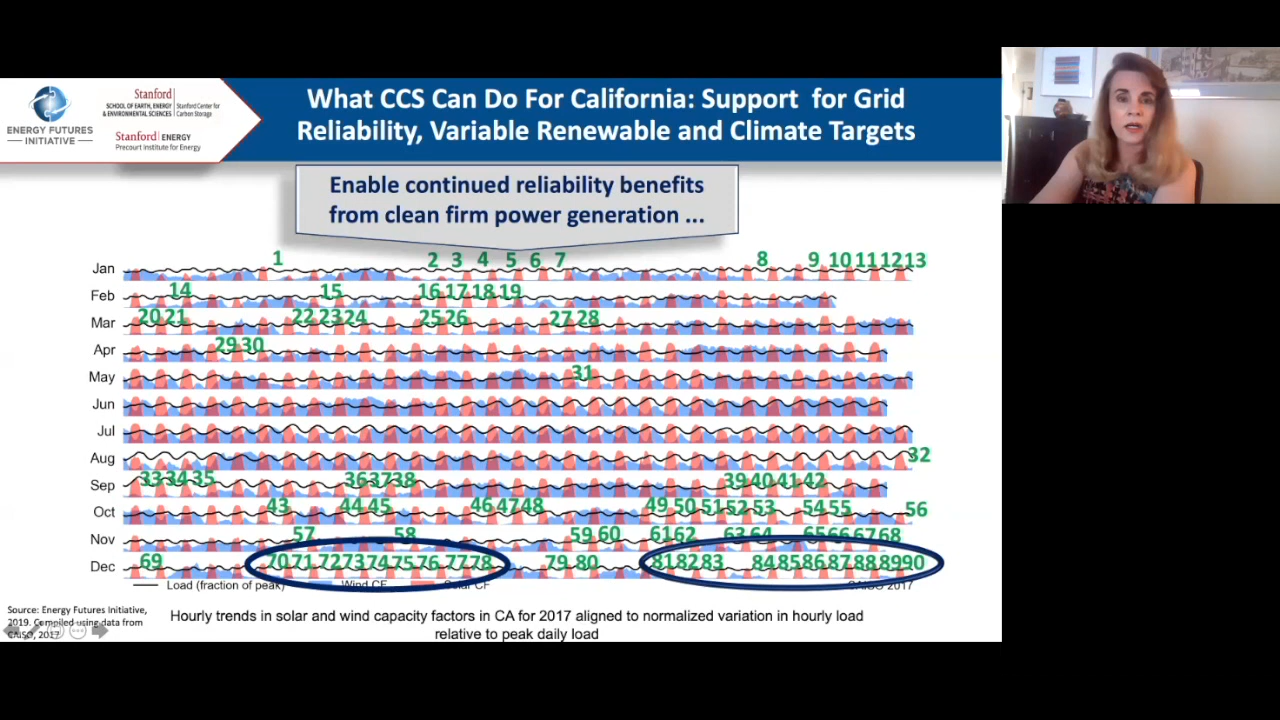 What CCS Can Do For California: Support for Grid
Reliability, Variable Renewable and Climate Targets
ENERGY FUTURES
INITIATIVE
Stanford
SCHOOL OF EARTH, ENERGY
& ENVIRONMENTAL SCIENCES
Stanford Center for
Carbon Storage
Stanford ENERGY
Precourt Institute for Energy
Enable continued reliability benefits
from clean firm power generation ...
Jan 1 2 3 4 5 6 7 8 9 10 11 12 13
Feb 14 15 16 17 18 19
Mar 20 21 22 23 24 25 26 27 28
Apr 29 30
May 31
Jun
Jul
Aug 32
Sep 33 34 35 36 37 38 39 40 41 42
Oct 43 44 45 46 47 48 49 50 51 52 53 54 55 56
Nov 57 58 59 60 61 62 63 64 65 66 67 68
Dec 69 70 71 72 73 74 75 76 77 78 79 80 81 82 83 84 85 86 87 88 89 90
Load (fraction of peak) Wind CF Solar CF CAISO 2017
Hourly trends in solar and wind capacity factors in CA for 2017 aligned to normalized variation in hourly load
relative to peak daily load
Source: Energy Futures Initiative,
2019. Compiled using data from
CAISO, 2017